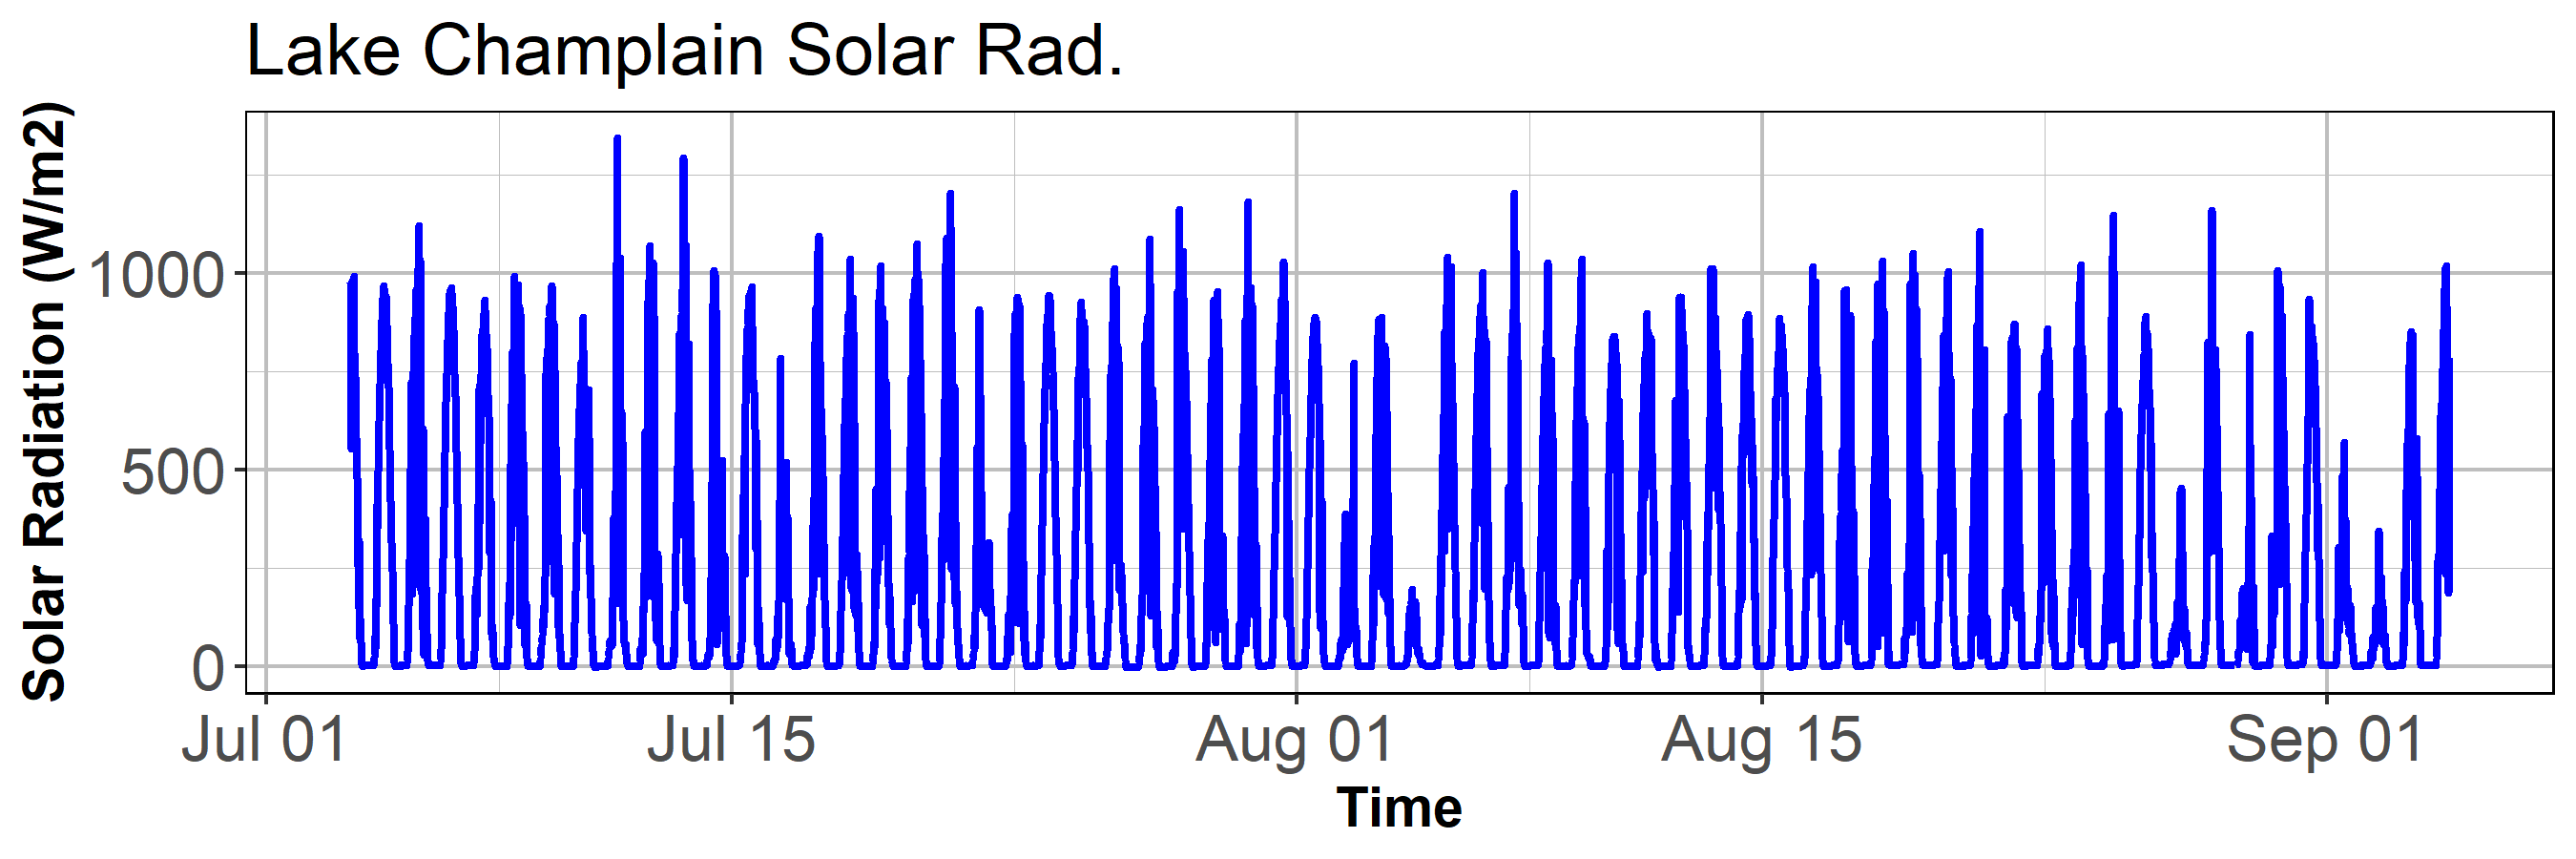 Lake Champlain Solar Rad.
Solar Radiation (W/m2)
1000
500
0
Jul 01
Jul 15
Aug 01
Aug 15
Sep 01
Time